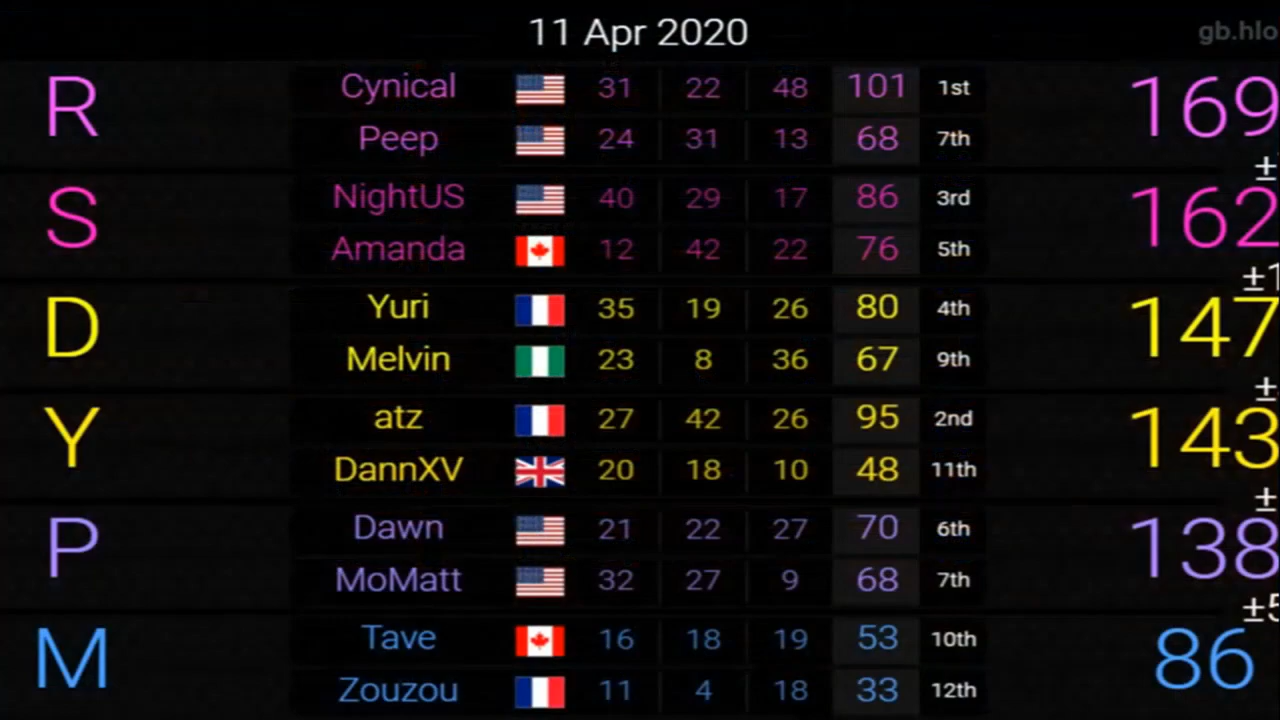 11 Apr 2020
gb.hlo
R
Cynical 31 22 48 101 1st
169
Peep 24 31 13 68 7th
±
S
NightUS 40 29 17 86 3rd
162
Amanda 12 42 22 76 5th
±1
D
Yuri 35 19 26 80 4th
147
Melvin 23 8 36 67 9th
±
Y
atz 27 42 26 95 2nd
143
DannXV 20 18 10 48 11th
±
P
Dawn 21 22 27 70 6th
138
MoMatt 32 27 9 68 7th
±5
M
Tave 16 18 19 53 10th
86
Zouzou 11 4 18 33 12th